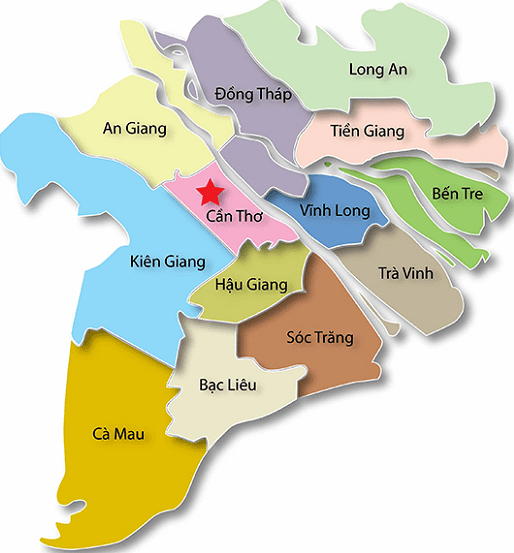 Long An
Đồng Tháp
An Giang
Tiền Giang
Bến Tre
Cần Thơ
Vĩnh Long
Kiên Giang
Trà Vinh
Hậu Giang
Sóc Trăng
Bạc Liêu
Cà Mau